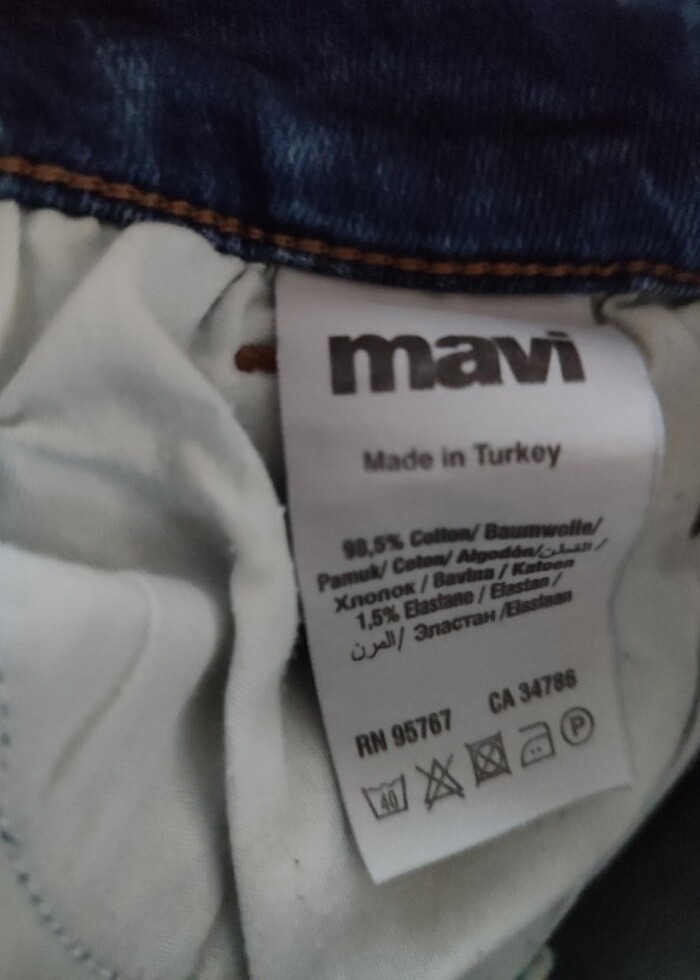 mavi
Made in Turkey
98,5% Cotton/ Baumwolle/
Pamuk/ Coton/ Algodón/القطن /
Хлопок / Bavlna / Katoen
1,5% Elastane / Elastan /
المرن/ Эластан /Elastaan
RN 95767 CA 34786
40 P